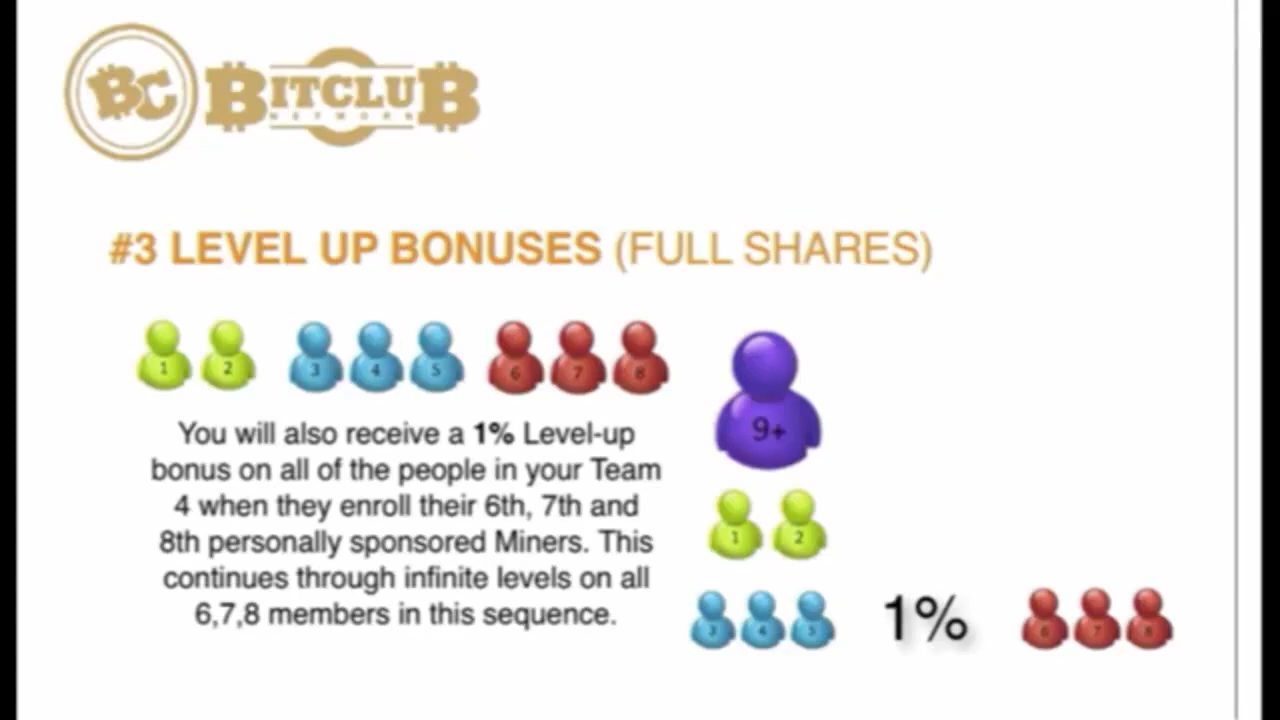 BC BITCLUB
NETWORK
#3 LEVEL UP BONUSES (FULL SHARES)
1 2 3 4 5 6 7 8
9+
You will also receive a 1% Level-up
bonus on all of the people in your Team
4 when they enroll their 6th, 7th and
8th personally sponsored Miners. This
continues through infinite levels on all
6,7,8 members in this sequence.
1 2
3 4 5 1% 6 7 8